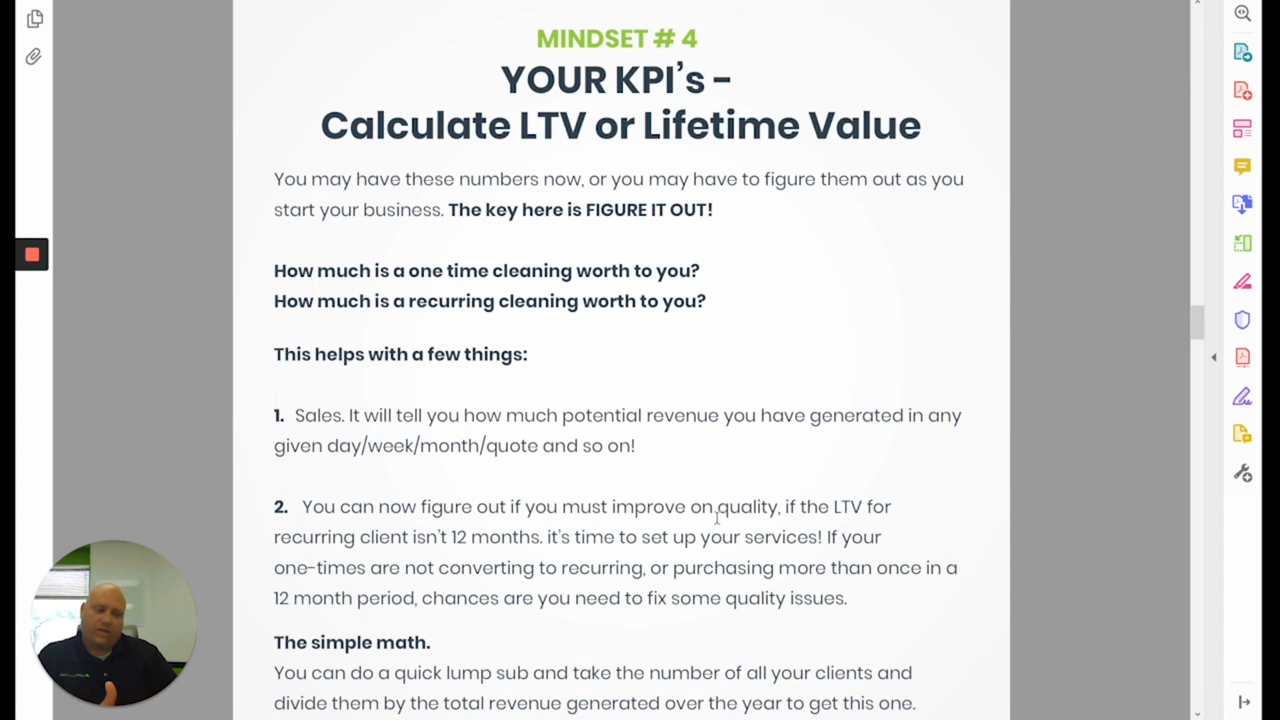 MINDSET # 4
YOUR KPI's -
Calculate LTV or Lifetime Value
You may have these numbers now, or you may have to figure them out as you
start your business. The key here is FIGURE IT OUT!
How much is a one time cleaning worth to you?
How much is a recurring cleaning worth to you?
This helps with a few things:
1. Sales. It will tell you how much potential revenue you have generated in any
given day/week/month/quote and so on!
2. You can now figure out if you must improve on quality, if the LTV for
recurring client isn't 12 months. it's time to set up your services! If your
one-times are not converting to recurring, or purchasing more than once in a
12 month period, chances are you need to fix some quality issues.
The simple math.
You can do a quick lump sub and take the number of all your clients and
divide them by the total revenue generated over the year to get this one.